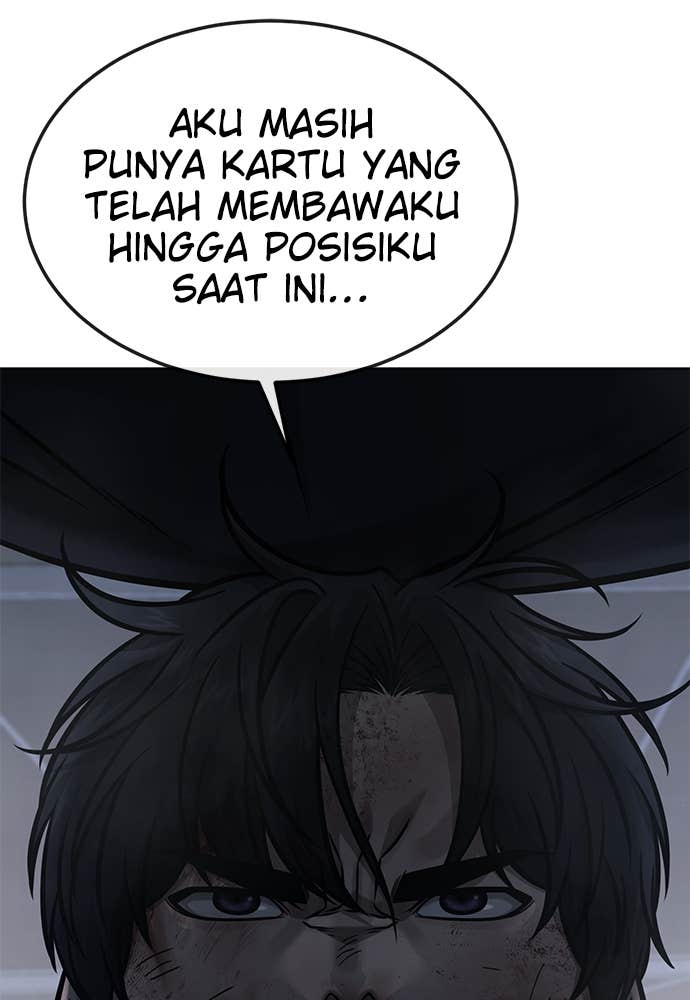 AKU MASIH
PUNYA KARTU YANG
TELAH MEMBAWAKU
HINGGA POSISIKU
SAAT INI...